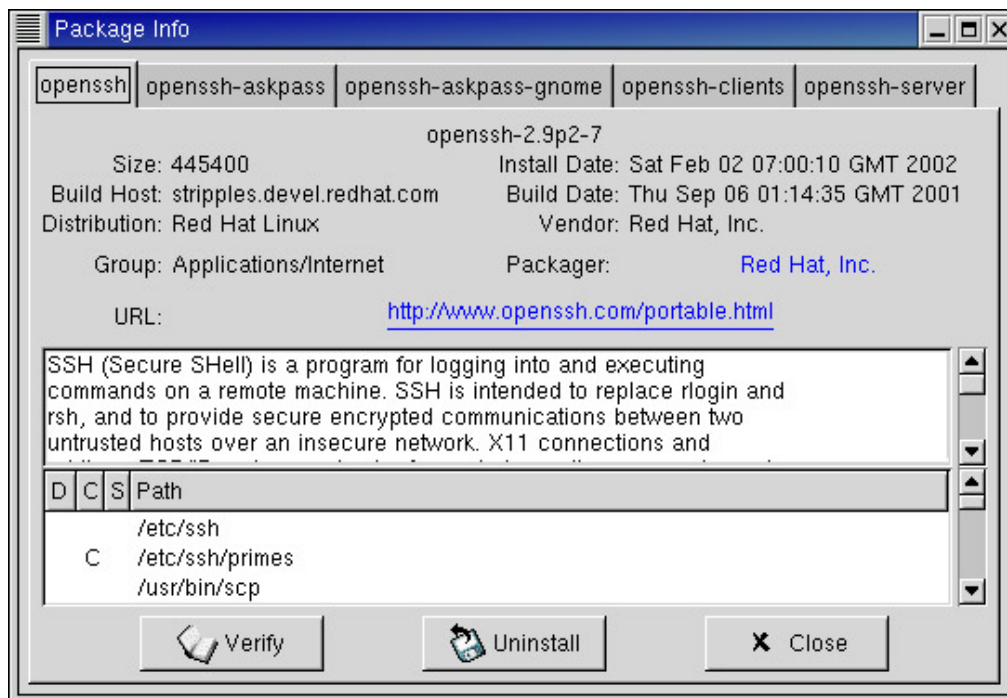 Package Info
openssh openssh-askpass openssh-askpass-gnome openssh-clients openssh-server
openssh-2.9p2-7
Size: 445400 Install Date: Sat Feb 02 07:00:10 GMT 2002
Build Host: stripples.devel.redhat.com Build Date: Thu Sep 06 01:14:35 GMT 2001
Distribution: Red Hat Linux Vendor: Red Hat, Inc.
Group: Applications/Internet Packager: Red Hat, Inc.
URL: http://www.openssh.com/portable.html
SSH (Secure SHell) is a program for logging into and executing
commands on a remote machine. SSH is intended to replace rlogin and
rsh, and to provide secure encrypted communications between two
untrusted hosts over an insecure network. X11 connections and
D C S Path
/etc/ssh
C /etc/ssh/primes
/usr/bin/scp
Verify Uninstall Close